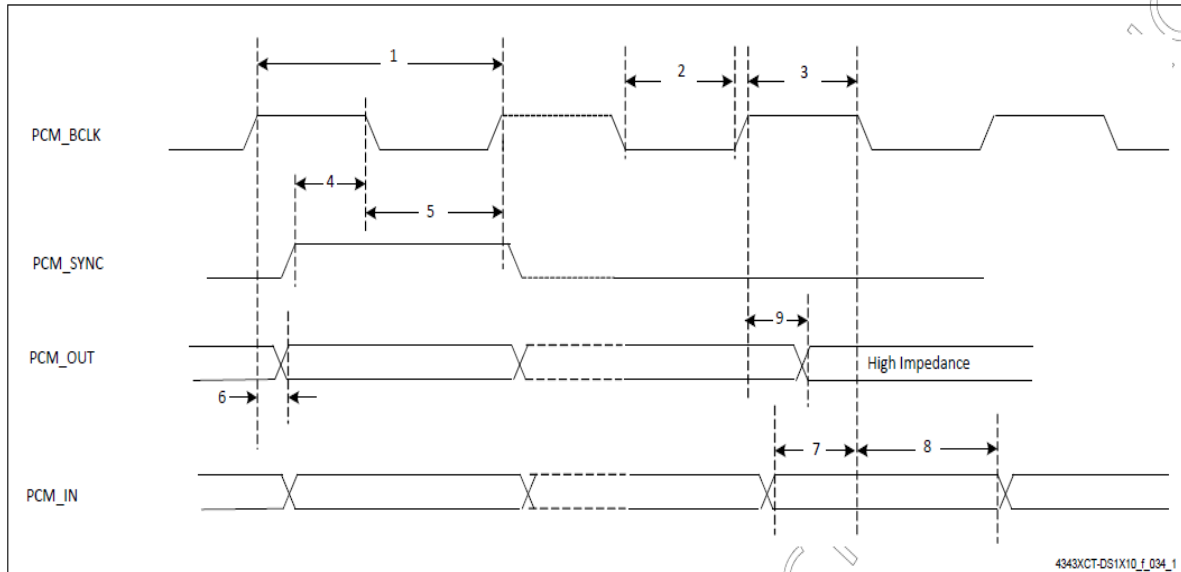 1
2
3
PCM_BCLK
4
5
PCM_SYNC
9
PCM_OUT
High Impedance
6
7
8
PCM_IN
4343XCT-DS1X10_f_034_1